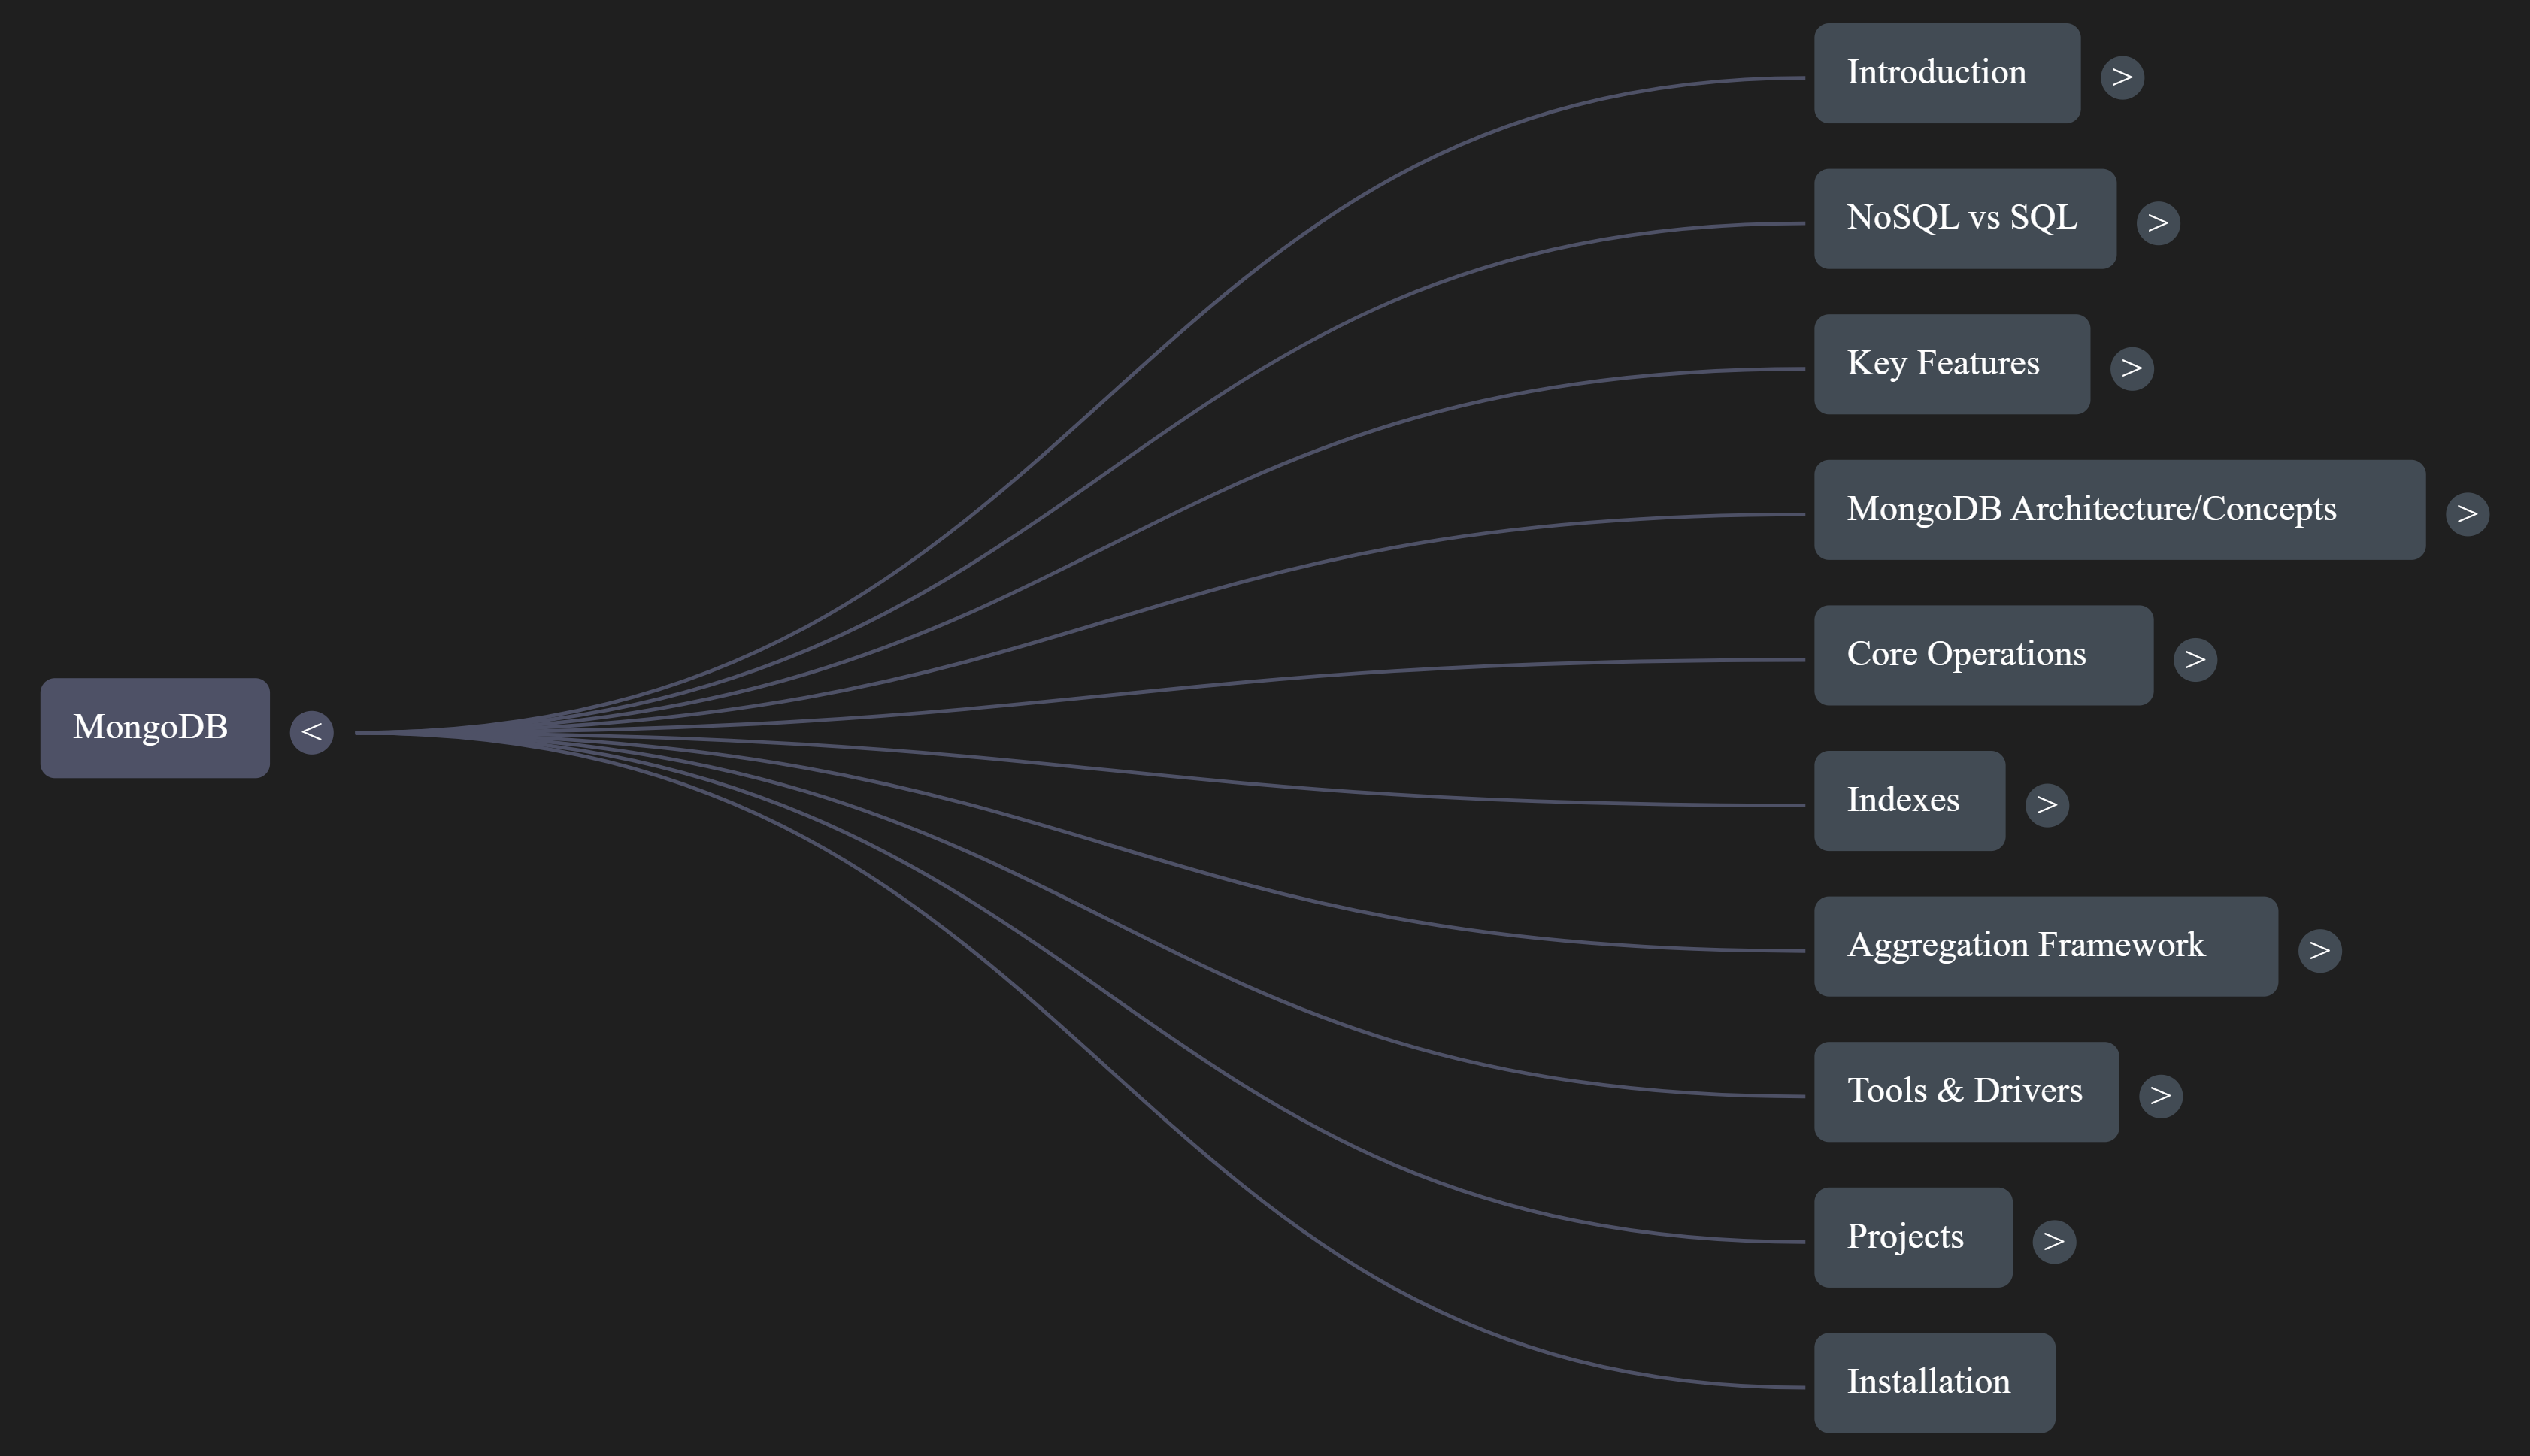 Introduction
>
NoSQL vs SQL
>
Key Features
>
MongoDB Architecture/Concepts
>
Core Operations
>
MongoDB
<
Indexes
>
Aggregation Framework
>
Tools & Drivers
>
Projects
>
Installation